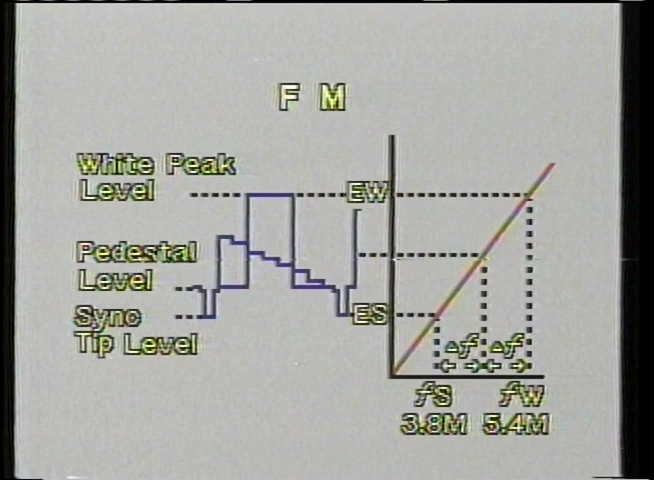 F M
White Peak
Level
EW
Pedestal
Level
Sync
Tip Level
ES
Δf Δf
fS fW
3.8M 5.4M